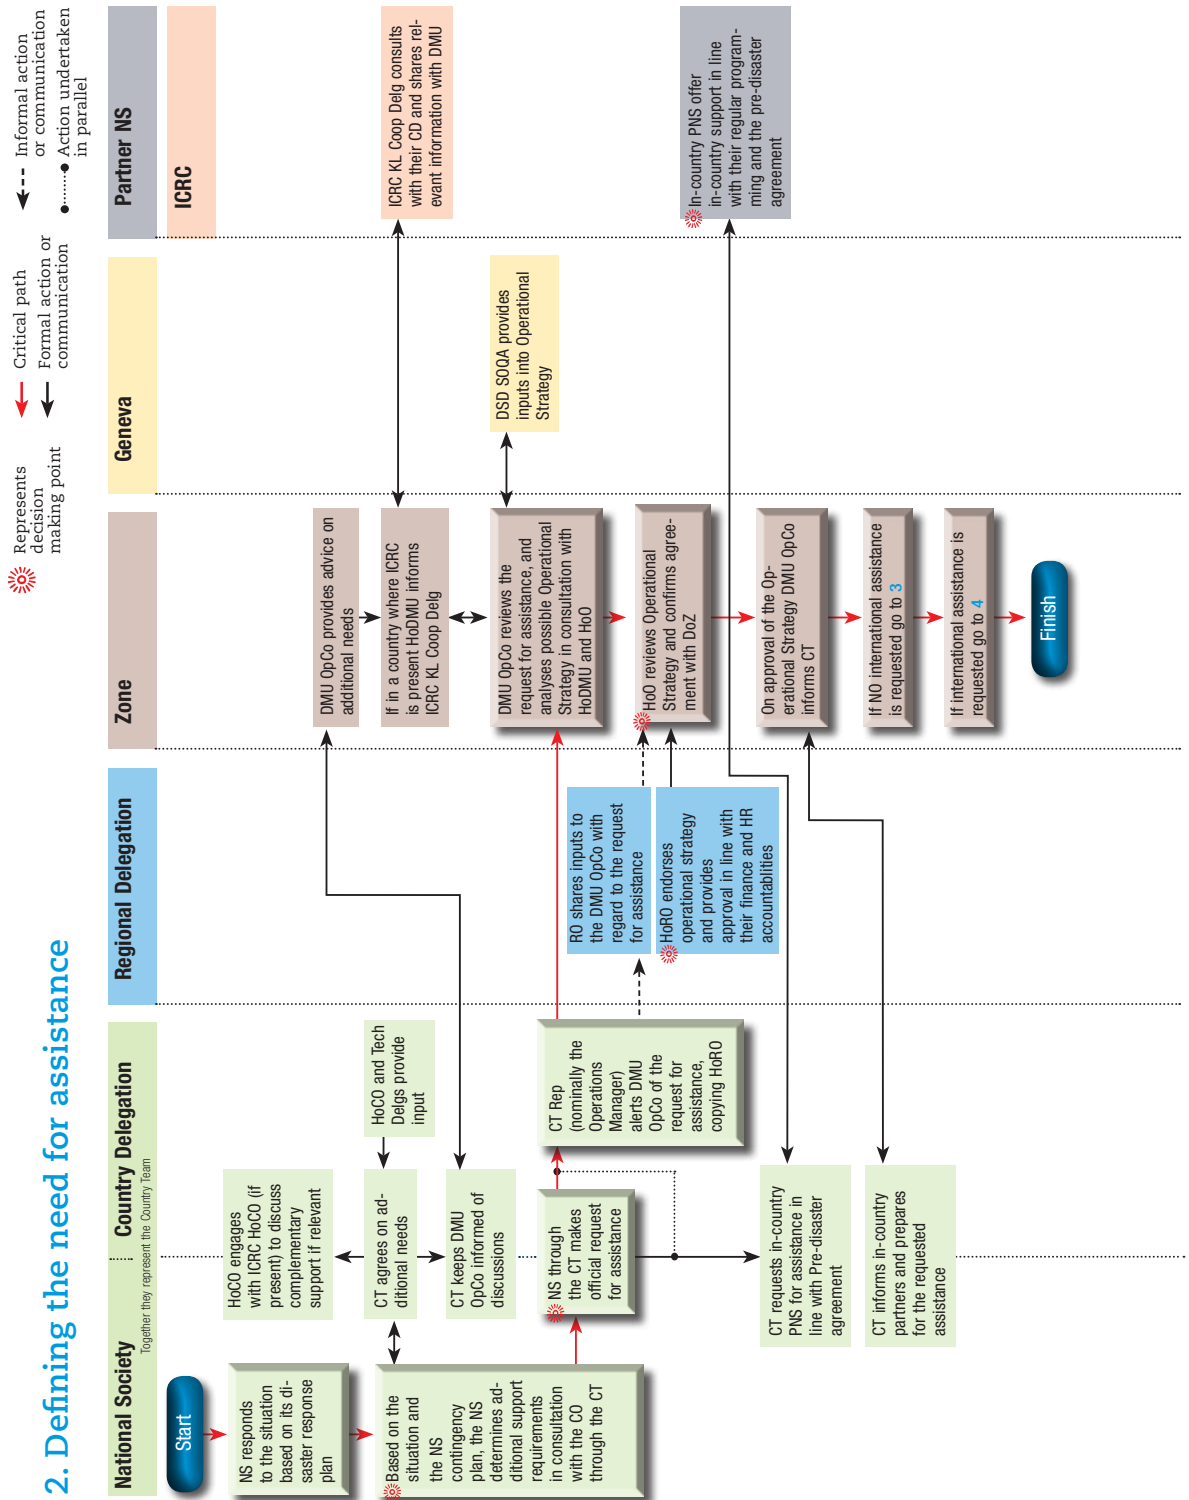 2. Defining the need for assistance
Represents
decision
making point
Critical path
Formal action or
communication
Informal action
or communication
Action undertaken
in parallel
National Society
Country Delegation
Together they represent the Country Team
Regional Delegation
Zone
Geneva
Partner NS
ICRC
Start
NS responds
to the situation
based on its di-
saster response
plan
Based on the
situation and
the NS
contingency
plan, the NS
determines ad-
ditional support
requirements
in consultation
with the CO
through the CT
HoCO engages
with ICRC HoCO (if
present) to discuss
complementary
support if relevant
CT agrees on ad-
ditional needs
HoCO and Tech
Delgs provide
input
CT keeps DMU
OpCo informed of
discussions
NS through
the CT makes
official request
for assistance
CT Rep
(nominally the
Operations
Manager)
alerts DMU
OpCo of the
request for
assistance,
copying HoRO
CT requests in-country
PNS for assistance in
line with Pre-disaster
agreement
CT informs in-country
partners and prepares
for the requested
assistance
RO shares inputs to
the DMU OpCo with
regard to the request
for assistance
HoRO endorses
operational strategy
and provides
approval in line with
their finance and HR
accountablities
DMU OpCo provides advice on
additional needs
If in a country where ICRC
is present HoDMU informs
ICRC KL Coop Delg
DMU OpCo reviews the
request for assistance, and
analyses possible Operational
Strategy in consultation with
HoDMU and HoO
HoO reviews Operational
Strategy and confirms agree-
ment with DoZ
On approval of the Op-
erational Strategy DMU OpCo
informs CT
If NO international assistance
is requested go to 3
If international assistance is
requested go to 4
Finish
DSD SOQA provides
inputs into Operational
Strategy
ICRC KL Coop Delg consults
with their CD and shares rel-
evant information with DMU
In-country PNS offer
in-country support in line
with their regular program-
ming and the pre-disaster
agreement